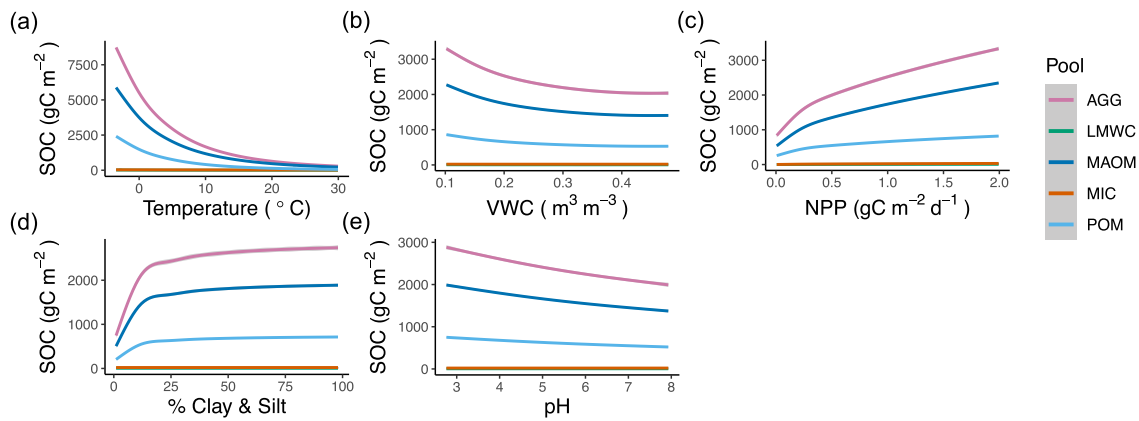 (a)
SOC (gC m⁻² )
7500
5000
2500
0
0
10
20
30
Temperature ( ° C)
(b)
SOC (gC m⁻² )
3000
2000
1000
0
0.1
0.2
0.3
0.4
VWC ( m³ m⁻³ )
(c)
SOC (gC m⁻² )
3000
2000
1000
0
0.0
0.5
1.0
1.5
2.0
NPP (gC m⁻² d⁻¹ )
Pool
AGG
LMWC
MAOM
MIC
POM
(d)
SOC (gC m⁻² )
2000
1000
0
0
25
50
75
100
% Clay & Silt
(e)
SOC (gC m⁻² )
3000
2000
1000
0
3
4
5
6
7
8
pH